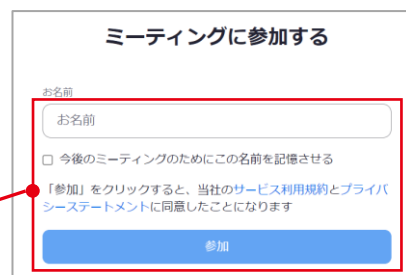 ミーティングに参加する
お名前
お名前
今後のミーティングのためにこの名前を記憶させる
「参加」をクリックすると、当社のサービス利用規約とプライバ
シーステートメントに同意したことになります
参加